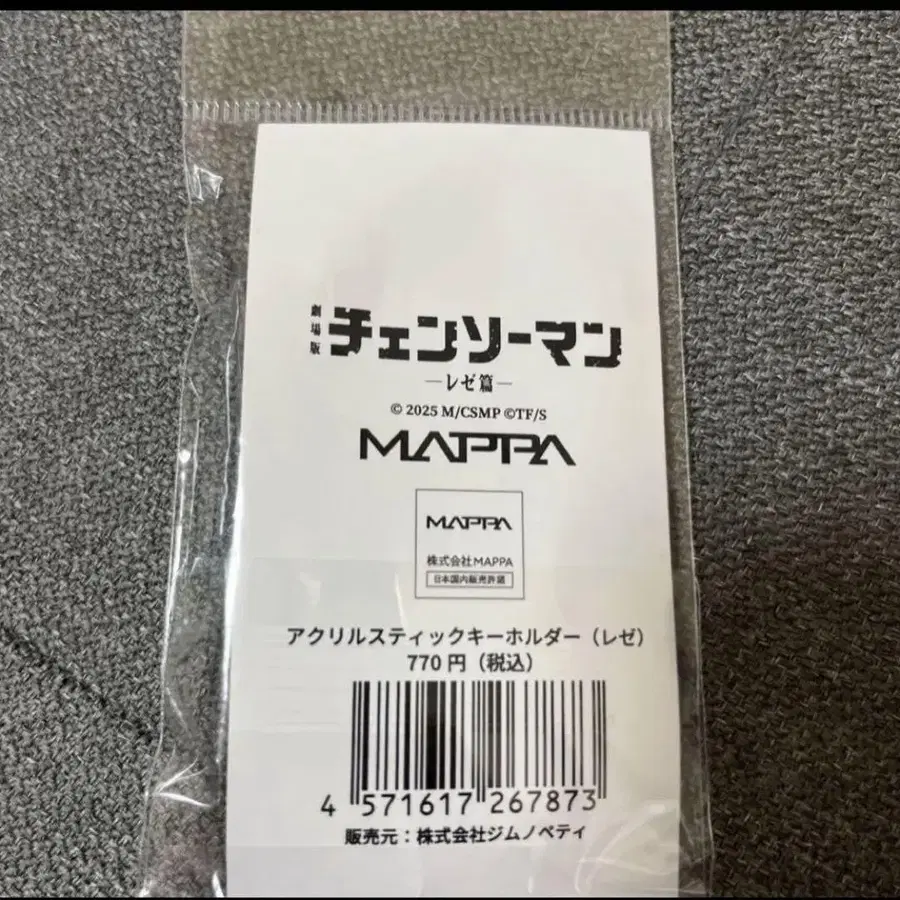 劇場版
チェンソーマン
―レゼ篇―
© 2025 M/CSMP ©TF/S
MAPPA
MAPPA
株式会社MAPPA
日本国内販売許諾
アクリルスティックキーホルダー（レゼ）
770円（税込）
4 571617 267873
販売元：株式会社ジムノベティ